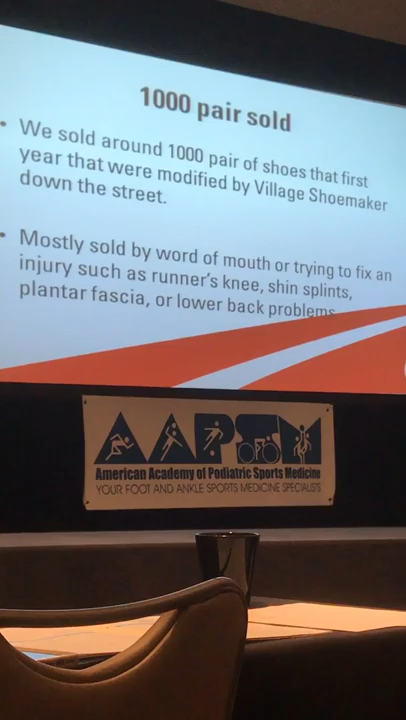 1000 pair sold
• We sold around 1000 pair of shoes that first
year that were modified by Village Shoemaker
down the street.
• Mostly sold by word of mouth or trying to fix an
injury such as runner's knee, shin splints,
plantar fascia, or lower back problems.
AAPSM
American Academy of Podiatric Sports Medicine
YOUR FOOT AND ANKLE SPORTS MEDICINE SPECIALISTS